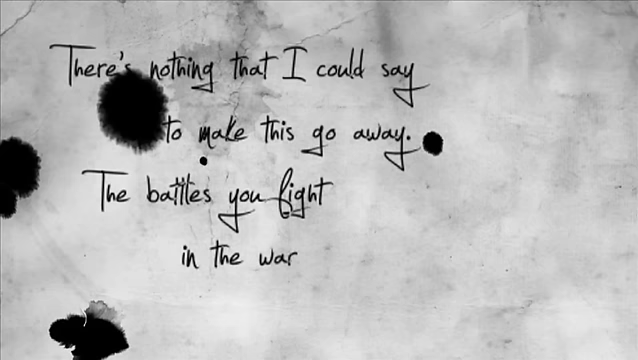 There's nothing that I could say
to make this go away.
The battles you fight
in the war